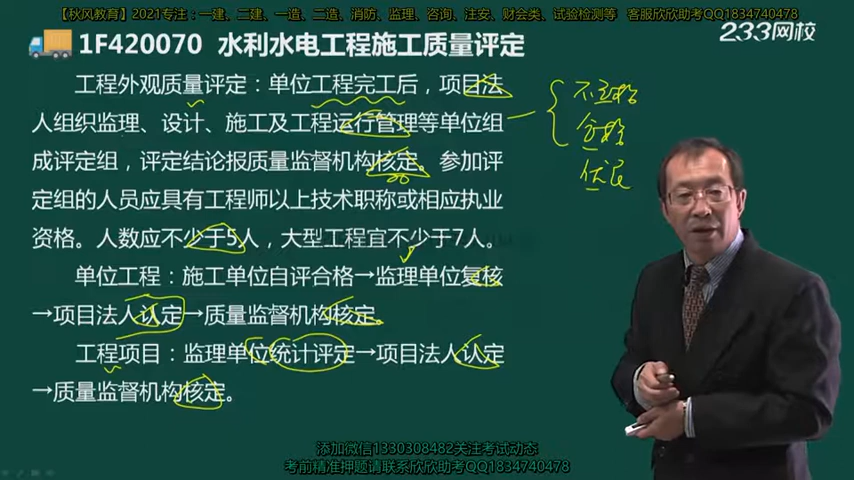 【秋风教育】2021专注：一建、二建、一造、二造、消防、监理、咨询、注安、财会类、试验检测等 客服欣欣助考QQ1834740478
233网校
1F420070 水利水电工程施工质量评定
工程外观质量评定：单位工程完工后，项目法
人组织监理、设计、施工及工程运行管理等单位组
成评定组，评定结论报质量监督机构核定。参加评
定组的人员应具有工程师以上技术职称或相应执业
资格。人数应不少于5人，大型工程宜不少于7人。
单位工程：施工单位自评合格→监理单位复核
→项目法人认定→质量监督机构核定。
工程项目：监理单位统计评定→项目法人认定
→质量监督机构核定。
不合格
合格
优良
添加微信1330308482关注考试动态
考前精准押题请联系欣欣助考QQ1834740478